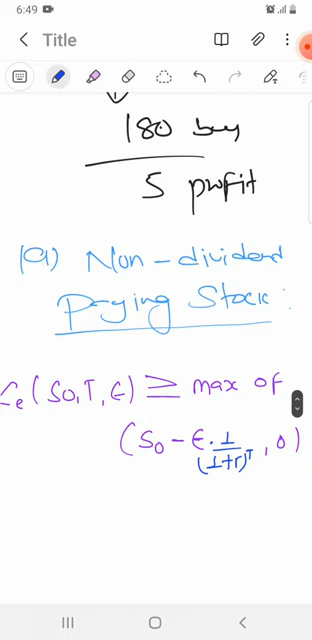 6:49
Title
180 buy
5 profit
(a) Non-dividend
Paying Stock:
Ce (S0, T, E) ≥ max of
(S0 - E. 1/(1+r)^T, 0)